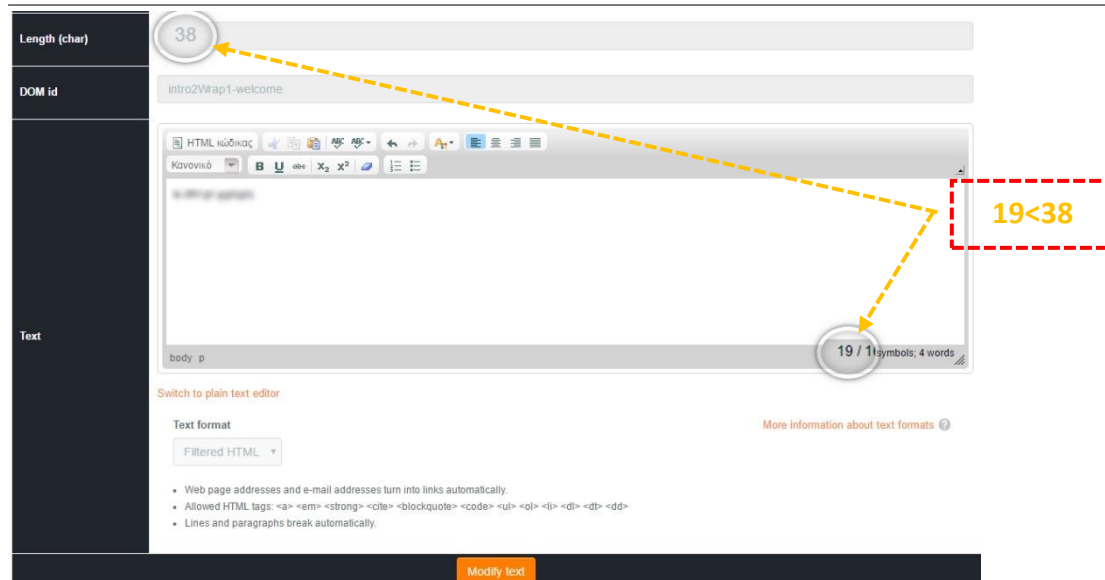 Length (char)
38
DOM id
intro2Wrap1-welcome
HTML κώδικας
ABC ABC
Κανονικό B U abc X₂ X²
19<38
Text
body p
19 / 1 symbols; 4 words
Switch to plain text editor
Text format
More information about text formats
Filtered HTML
• Web page addresses and e-mail addresses turn into links automatically.
• Allowed HTML tags: <a> <em> <strong> <cite> <blockquote> <code> <ul> <ol> <li> <dl> <dt> <dd>
• Lines and paragraphs break automatically.
Modify text